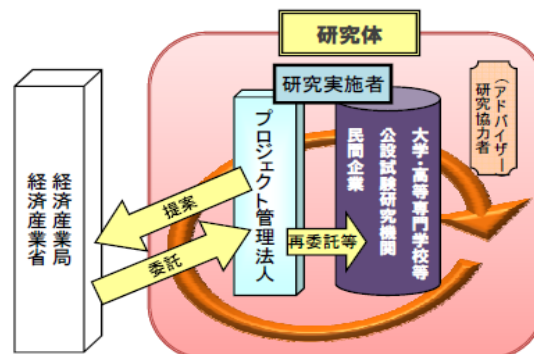 研究体
研究実施者
(アドバイザー
研究協力者
大学・高等専門学校等
公設試験研究機関
民間企業
プロジェクト管理法人
経済産業局
経済産業省
提案
委託
再委託等